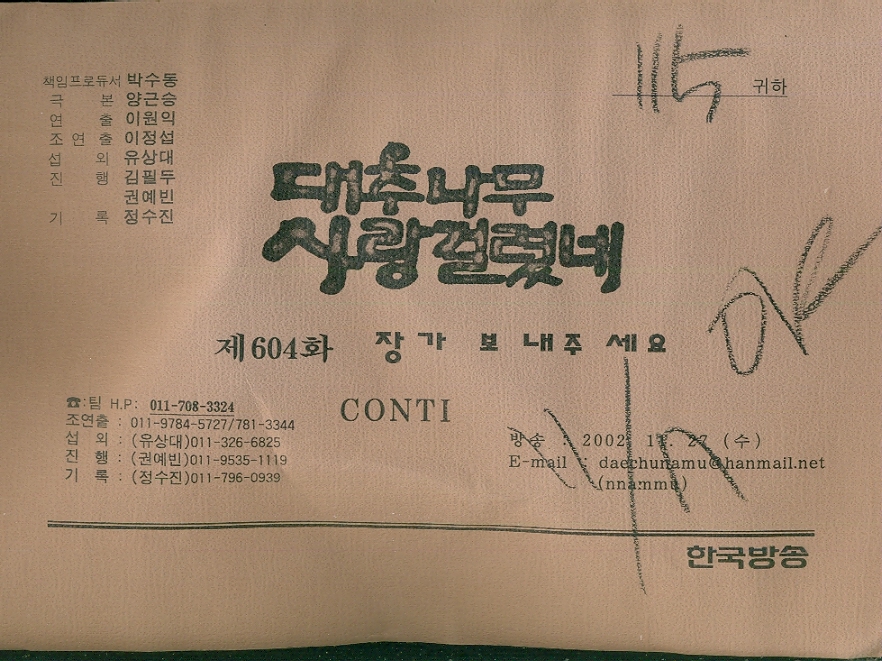 책임프로듀서 박수동
극 본 양근승
연 출 이원익
조 연 출 이정섭
섭 외 유상대
진 행 김필두
권예빈
기 록 정수진
115 귀하
대추나무
사랑걸렸네
제604화 장가 보내주세요
CONTI
☎:팀 H.P: 011-708-3324
조연출 : 011-9784-5727/781-3344
섭 외 : (유상대)011-326-6825
진 행 : (권예빈)011-9535-1119
기 록 : (정수진)011-796-0939
방송 : 2002. 11. 27 (수)
E-mail : daechunamu@hanmail.net
(nnammu)
한국방송